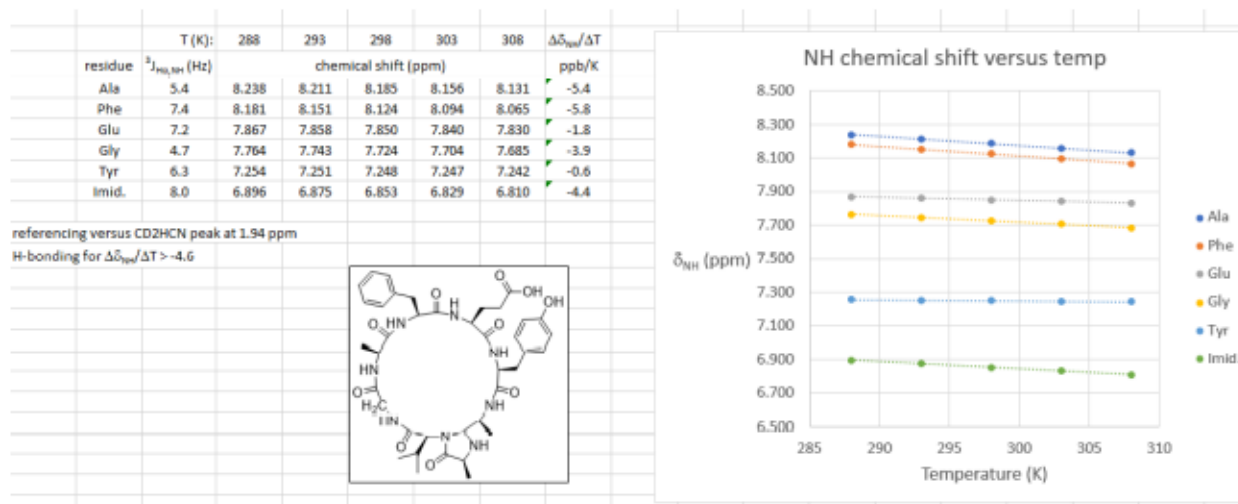 T (K): 288 293 298 303 308 ΔδNH/ΔT
residue ³JHα,NH (Hz) chemical shift (ppm) ppb/K
Ala 5.4 8.238 8.211 8.185 8.156 8.131 -5.4
Phe 7.4 8.181 8.151 8.124 8.094 8.065 -5.8
Glu 7.2 7.867 7.858 7.850 7.840 7.830 -1.8
Gly 4.7 7.764 7.743 7.724 7.704 7.685 -3.9
Tyr 6.3 7.254 7.251 7.248 7.247 7.242 -0.6
Imid. 8.0 6.896 6.875 6.853 6.829 6.810 -4.4
referencing versus CD2HCN peak at 1.94 ppm
H-bonding for ΔδNH/ΔT > -4.6
O
OH
OH
O
H
N
O
HN
O
O
NH
HN
O
O
H2C
NH
HN
O
N
NH
O
NH chemical shift versus temp
8.500
8.300
8.100
7.900
7.700
7.500
7.300
7.100
6.900
6.700
6.500
δNH (ppm)
285 290 295 300 305 310
Temperature (K)
Ala
Phe
Glu
Gly
Tyr
Imid.